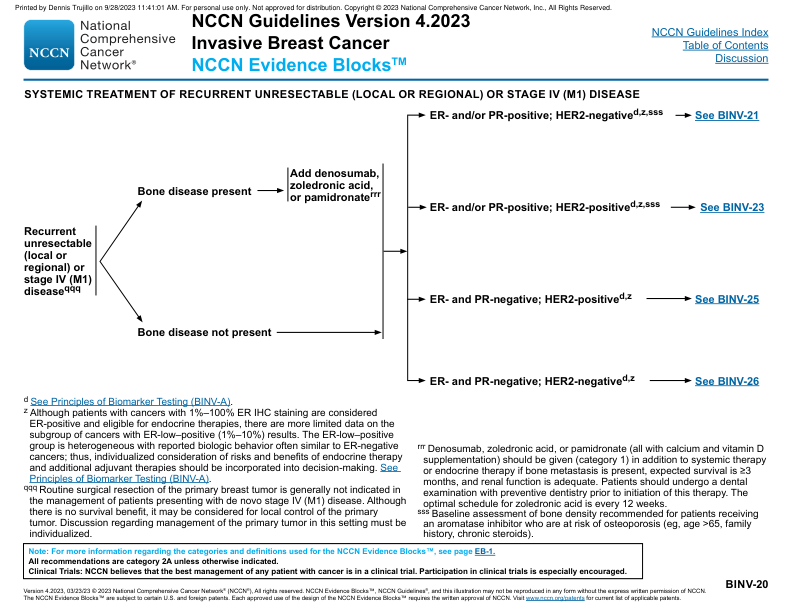 Printed by Dennis Trujillo on 9/28/2023 11:41:01 AM. For personal use only. Not approved for distribution. Copyright © 2023 National Comprehensive Cancer Network, Inc., All Rights Reserved.
NCCN
National
Comprehensive
Cancer
Network®
NCCN Guidelines Version 4.2023
Invasive Breast Cancer
NCCN Evidence Blocks™
NCCN Guidelines Index
Table of Contents
Discussion
SYSTEMIC TREATMENT OF RECURRENT UNRESECTABLE (LOCAL OR REGIONAL) OR STAGE IV (M1) DISEASE
Recurrent
unresectable
(local or
regional) or
stage IV (M1)
diseaseqqq
Bone disease present
Add denosumab,
zoledronic acid,
or pamidronaterrr
Bone disease not present
ER- and/or PR-positive; HER2-negatived,z,sss
See BINV-21
ER- and/or PR-positive; HER2-positived,z,sss
See BINV-23
ER- and PR-negative; HER2-positived,z
See BINV-25
ER- and PR-negative; HER2-negatived,z
See BINV-26
d See Principles of Biomarker Testing (BINV-A).
z Although patients with cancers with 1%–100% ER IHC staining are considered
ER-positive and eligible for endocrine therapies, there are more limited data on the
subgroup of cancers with ER-low–positive (1%–10%) results. The ER-low–positive
group is heterogeneous with reported biologic behavior often similar to ER-negative
cancers; thus, individualized consideration of risks and benefits of endocrine therapy
and additional adjuvant therapies should be incorporated into decision-making. See
Principles of Biomarker Testing (BINV-A).
qqq Routine surgical resection of the primary breast tumor is generally not indicated in
the management of patients presenting with de novo stage IV (M1) disease. Although
there is no survival benefit, it may be considered for local control of the primary
tumor. Discussion regarding management of the primary tumor in this setting must be
individualized.
rrr Denosumab, zoledronic acid, or pamidronate (all with calcium and vitamin D
supplementation) should be given (category 1) in addition to systemic therapy
or endocrine therapy if bone metastasis is present, expected survival is ≥3
months, and renal function is adequate. Patients should undergo a dental
examination with preventive dentistry prior to initiation of this therapy. The
optimal schedule for zoledronic acid is every 12 weeks.
sss Baseline assessment of bone density recommended for patients receiving
an aromatase inhibitor who are at risk of osteoporosis (eg, age >65, family
history, chronic steroids).
Note: For more information regarding the categories and definitions used for the NCCN Evidence Blocks™, see page EB-1.
All recommendations are category 2A unless otherwise indicated.
Clinical Trials: NCCN believes that the best management of any patient with cancer is in a clinical trial. Participation in clinical trials is especially encouraged.
BINV-20
Version 4.2023, 03/23/23 © 2023 National Comprehensive Cancer Network® (NCCN®), All rights reserved. NCCN Evidence Blocks™, NCCN Guidelines®, and this illustration may not be reproduced in any form without the express written permission of NCCN.
The NCCN Evidence Blocks™ are subject to certain U.S. and foreign patents. Each approved use of the design of the NCCN Evidence Blocks™ requires the written approval of NCCN. Visit www.nccn.org/patents for current list of applicable patents.